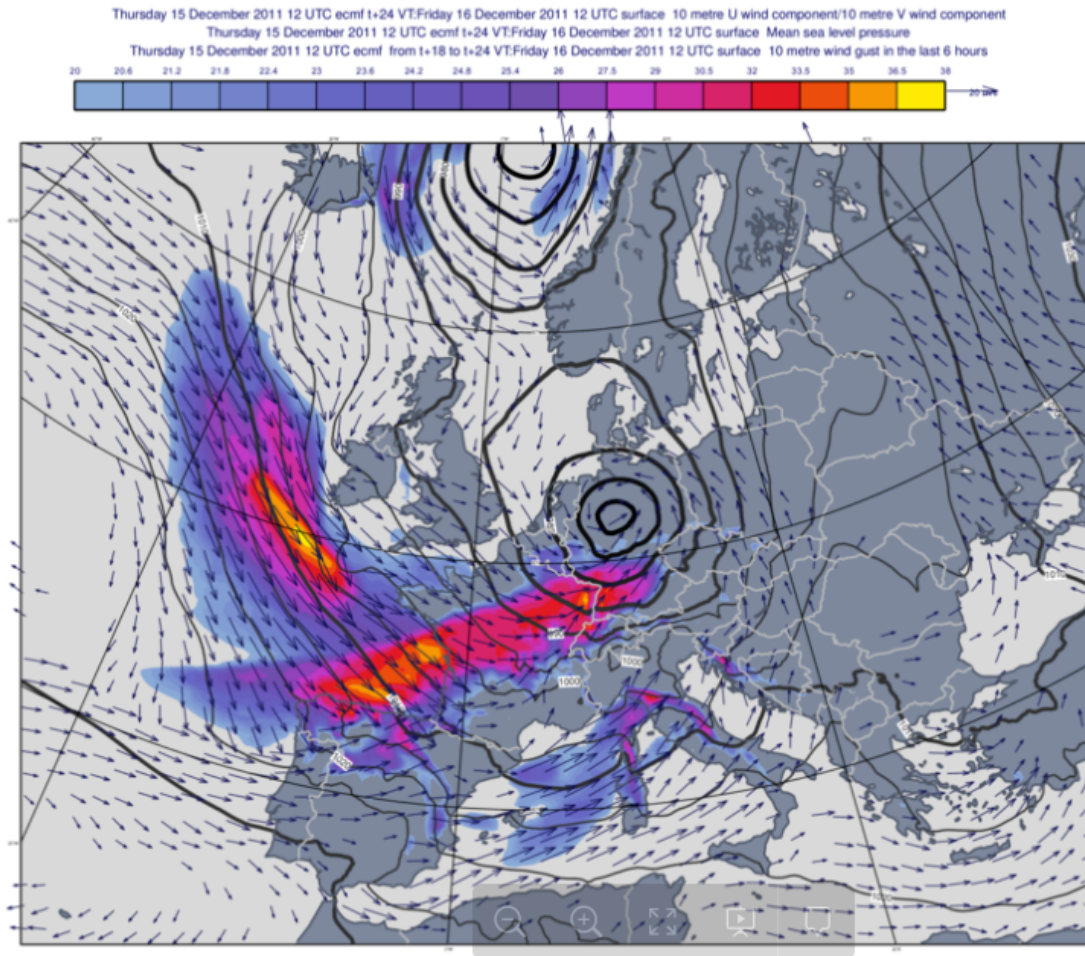 Thursday 15 December 2011 12 UTC ecmf t+24 VT:Friday 16 December 2011 12 UTC surface 10 metre U wind component/10 metre V wind component
Thursday 15 December 2011 12 UTC ecmf t+24 VT:Friday 16 December 2011 12 UTC surface Mean sea level pressure
Thursday 15 December 2011 12 UTC ecmf from t+18 to t+24 VT:Friday 16 December 2011 12 UTC surface 10 metre wind gust in the last 6 hours
20 20.6 21.2 21.8 22.4 23 23.6 24.2 24.8 25.4 26 27.5 29 30.5 32 33.5 35 36.5 38
1010
1020
990
1000
1000
1020
1010